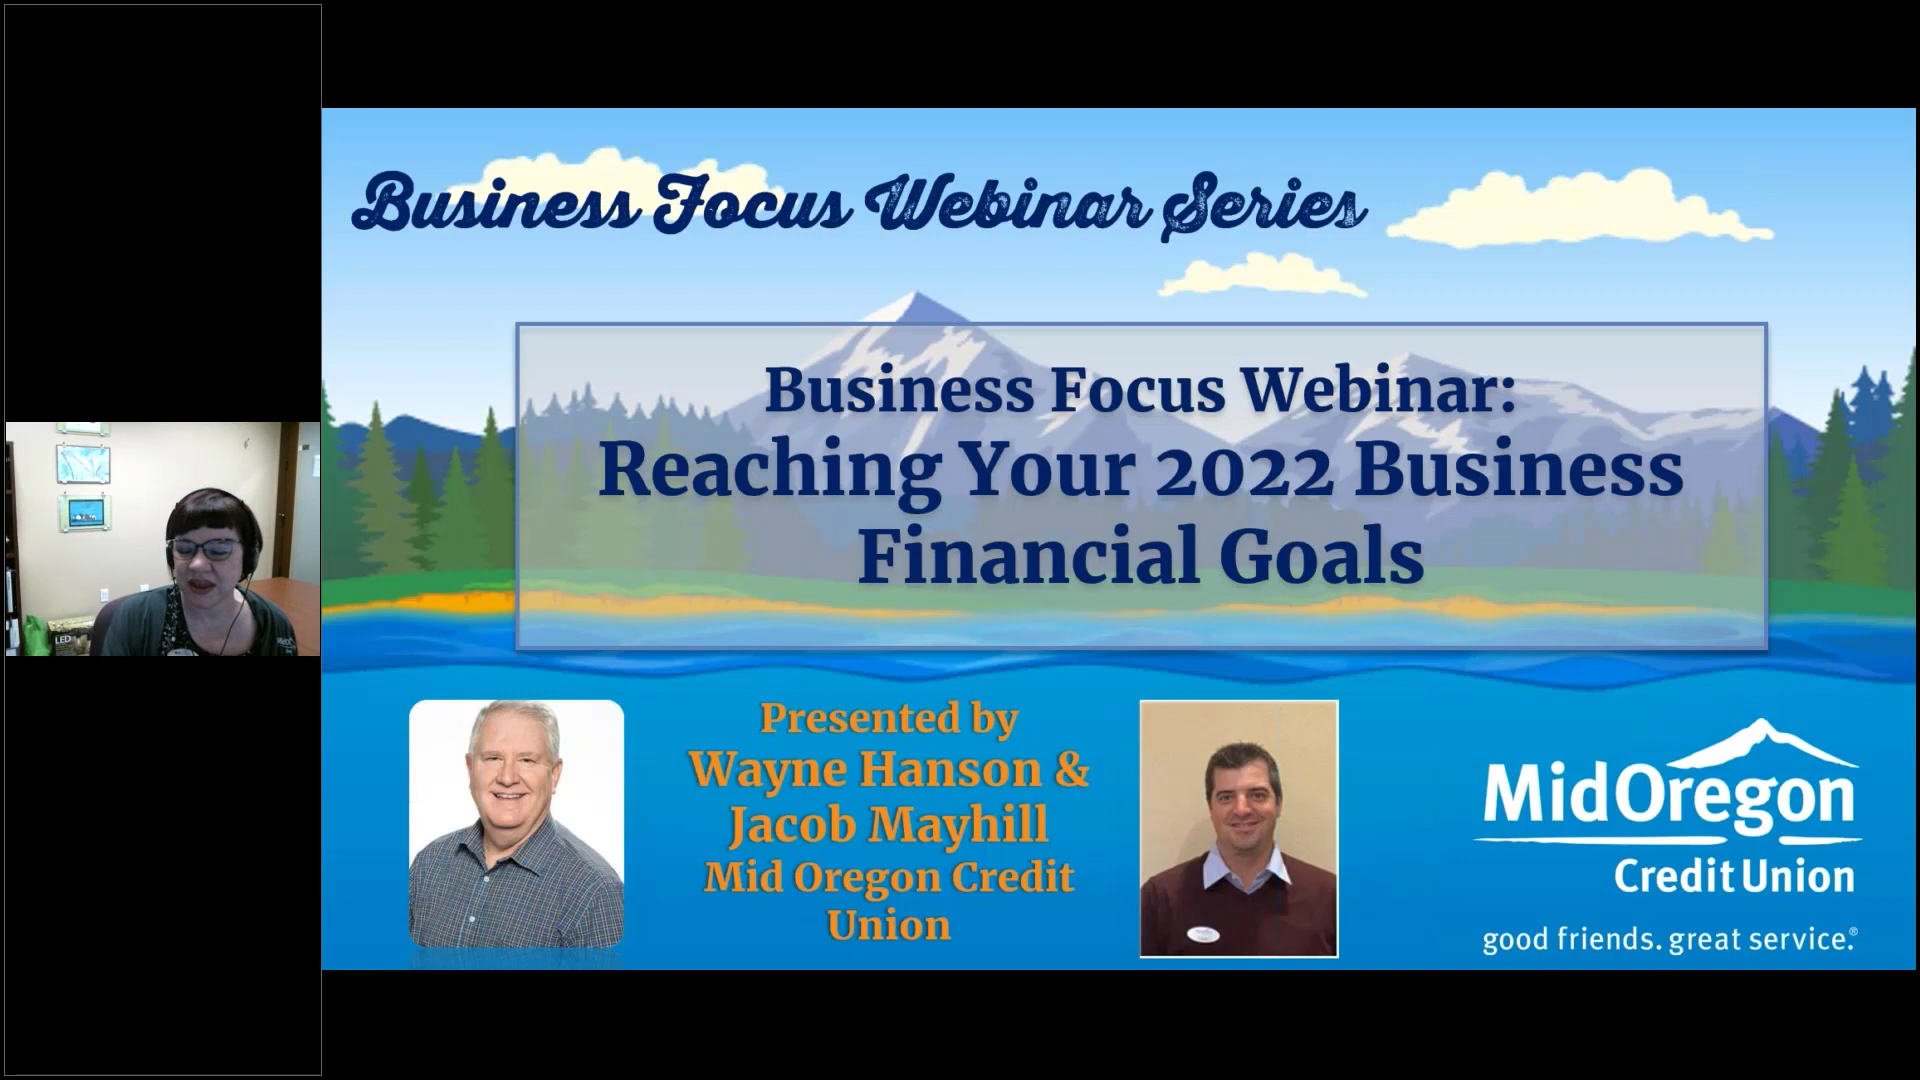 Business Focus Webinar Series
Business Focus Webinar:
Reaching Your 2022 Business
Financial Goals
LED
Presented by
Wayne Hanson &
Jacob Mayhill
Mid Oregon Credit
Union
MidOregon
Credit Union
good friends. great service.®